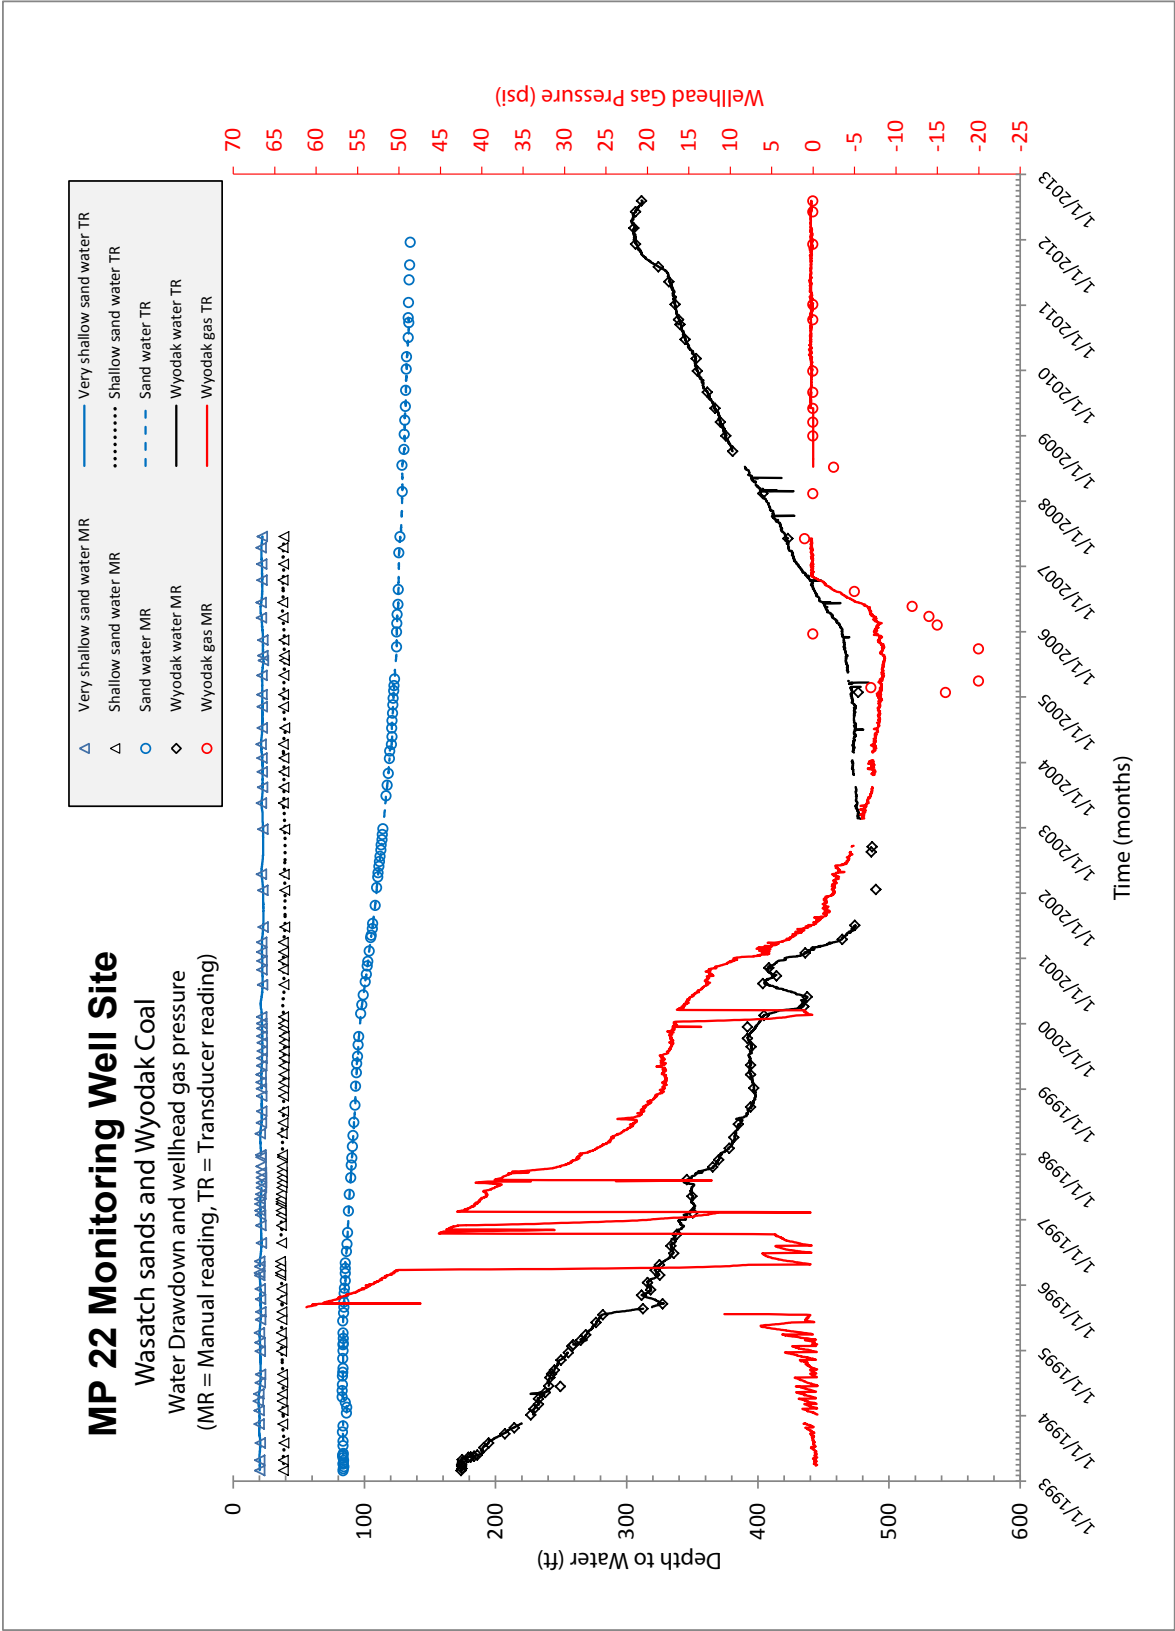 MP 22 Monitoring Well Site
Wasatch sands and Wyodak Coal
Water Drawdown and wellhead gas pressure
(MR = Manual reading, TR = Transducer reading)
Very shallow sand water MR
Very shallow sand water TR
Shallow sand water MR
Shallow sand water TR
Sand water MR
Sand water TR
Wyodak water MR
Wyodak water TR
Wyodak gas MR
Wyodak gas TR
Depth to Water (ft)
0
100
200
300
400
500
600
Wellhead Gas Pressure (psi)
70
65
60
55
50
45
40
35
30
25
20
15
10
5
0
-5
-10
-15
-20
-25
1/1/1993
1/1/1994
1/1/1995
1/1/1996
1/1/1997
1/1/1998
1/1/1999
1/1/2000
1/1/2001
1/1/2002
1/1/2003
1/1/2004
1/1/2005
1/1/2006
1/1/2007
1/1/2008
1/1/2009
1/1/2010
1/1/2011
1/1/2012
1/1/2013
Time (months)